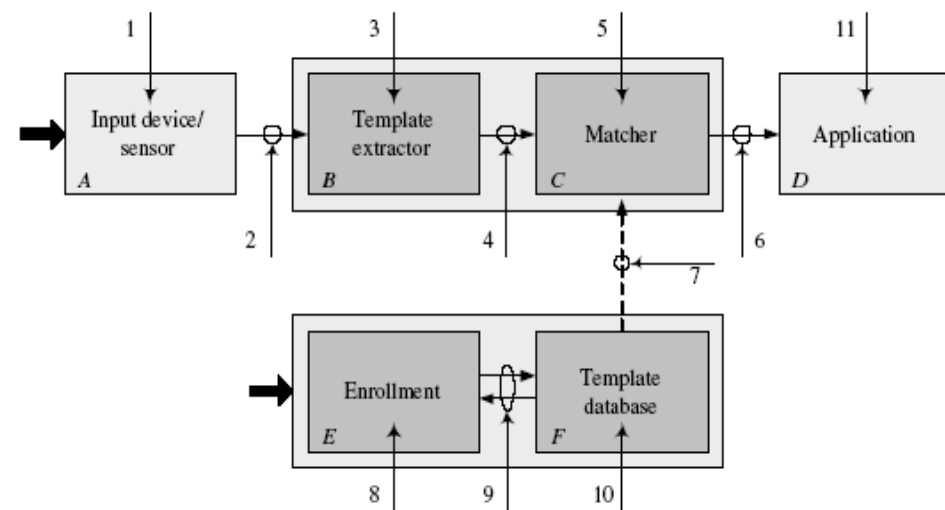 1
3
5
11
Input device/
sensor
A
Template
extractor
B
Matcher
C
Application
D
2
4
6
7
Enrollment
E
Template
database
F
8
9
10